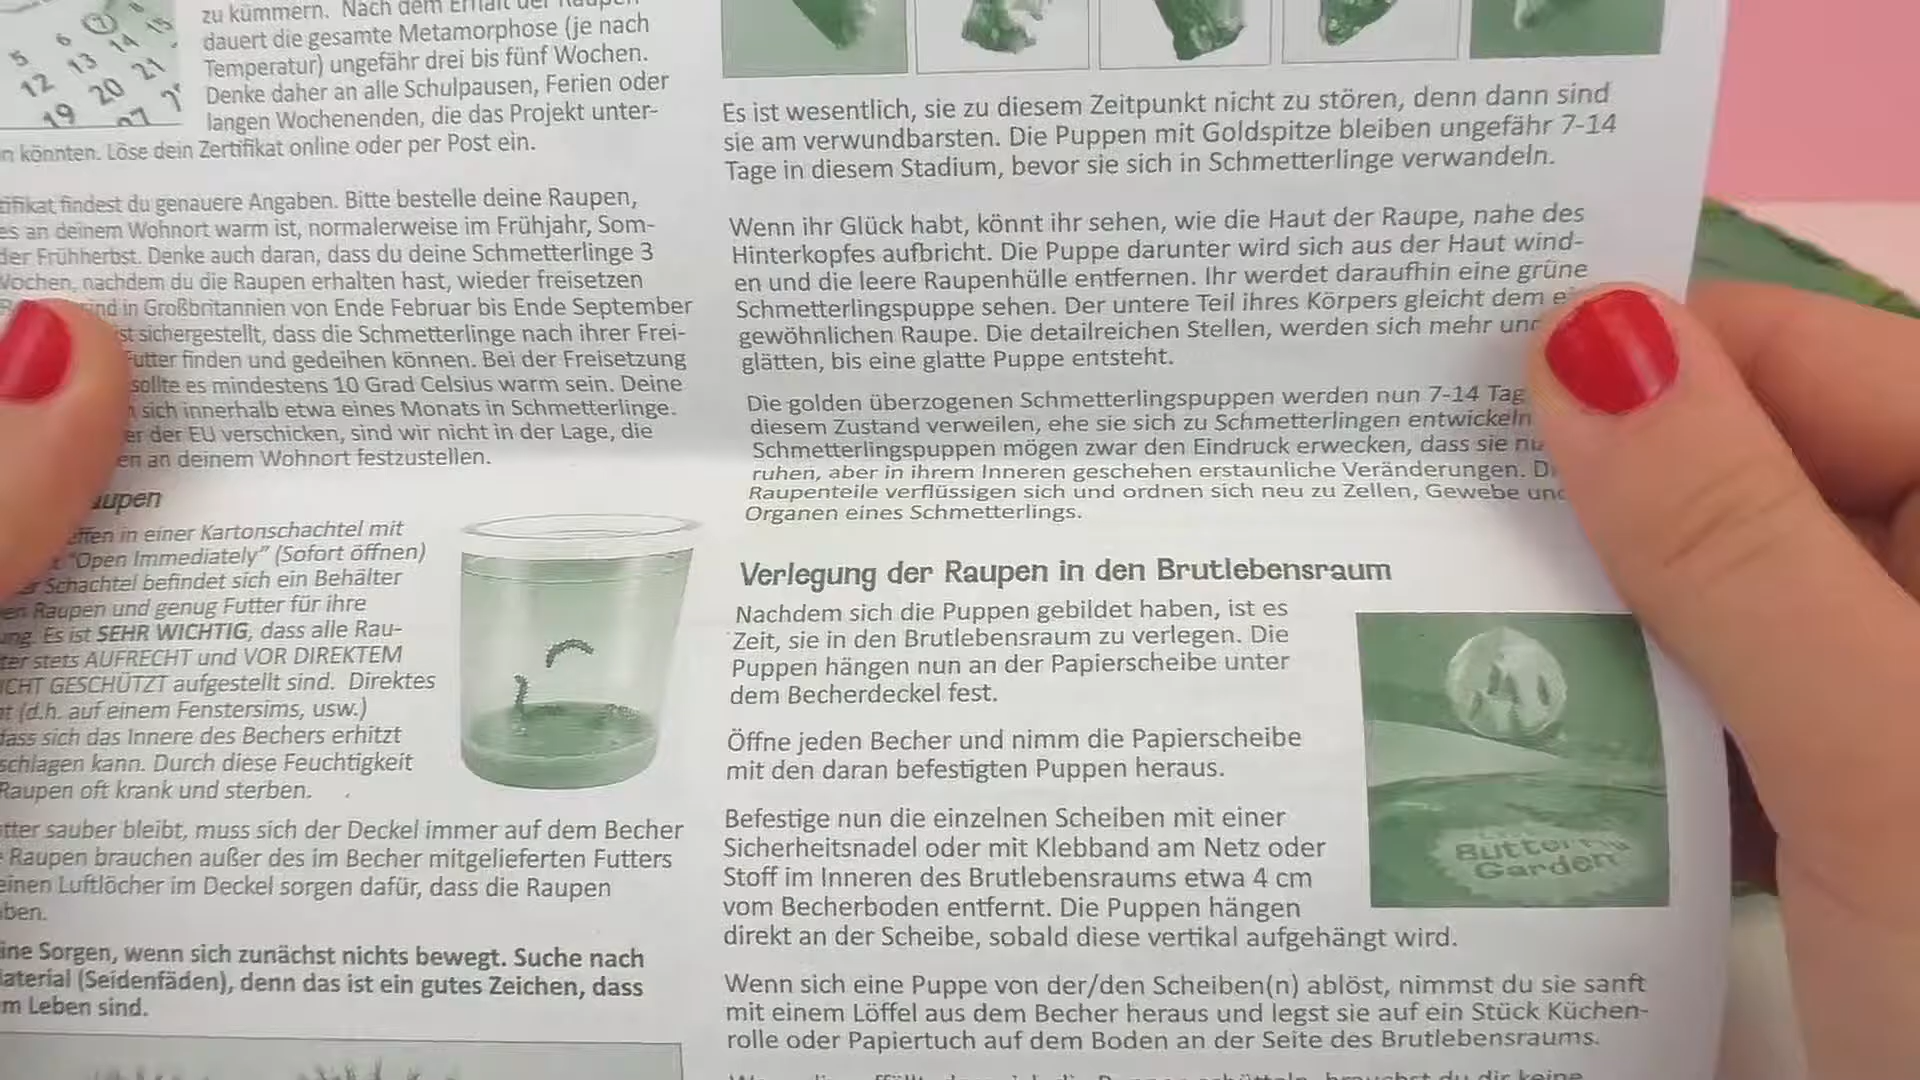 5 6 7 8
12 13 14 15
19 20 21
zu kümmern. Nach dem Erhalt der Raupen
dauert die gesamte Metamorphose (je nach
Temperatur) ungefähr drei bis fünf Wochen.
Denke daher an alle Schulpausen, Ferien oder
langen Wochenenden, die das Projekt unter-
n könnten. Löse dein Zertifikat online oder per Post ein.
tifikat findest du genauere Angaben. Bitte bestelle deine Raupen,
es an deinem Wohnort warm ist, normalerweise im Frühjahr, Som-
der Frühherbst. Denke auch daran, dass du deine Schmetterlinge 3
Wochen, nachdem du die Raupen erhalten hast, wieder freisetzen
in Großbritannien von Ende Februar bis Ende September
ist sichergestellt, dass die Schmetterlinge nach ihrer Frei-
Futter finden und gedeihen können. Bei der Freisetzung
sollte es mindestens 10 Grad Celsius warm sein. Deine
sich innerhalb etwa eines Monats in Schmetterlinge.
er der EU verschicken, sind wir nicht in der Lage, die
en an deinem Wohnort festzustellen.
aupen
effen in einer Kartonschachtel mit
"Open Immediately" (Sofort öffnen)
Schachtel befindet sich ein Behälter
en Raupen und genug Futter für ihre
ung. Es ist SEHR WICHTIG, dass alle Rau-
ter stets AUFRECHT und VOR DIREKTEM
ICHT GESCHÜTZT aufgestellt sind. Direktes
ht (d.h. auf einem Fenstersims, usw.)
dass sich das Innere des Bechers erhitzt
schlagen kann. Durch diese Feuchtigkeit
Raupen oft krank und sterben.
tter sauber bleibt, muss sich der Deckel immer auf dem Becher
Raupen brauchen außer des im Becher mitgelieferten Futters
einen Luftlöcher im Deckel sorgen dafür, dass die Raupen
ben.
ine Sorgen, wenn sich zunächst nichts bewegt. Suche nach
aterial (Seidenfäden), denn das ist ein gutes Zeichen, dass
m Leben sind.
Es ist wesentlich, sie zu diesem Zeitpunkt nicht zu stören, denn dann sind
sie am verwundbarsten. Die Puppen mit Goldspitze bleiben ungefähr 7-14
Tage in diesem Stadium, bevor sie sich in Schmetterlinge verwandeln.
Wenn ihr Glück habt, könnt ihr sehen, wie die Haut der Raupe, nahe des
Hinterkopfes aufbricht. Die Puppe darunter wird sich aus der Haut wind-
en und die leere Raupenhülle entfernen. Ihr werdet daraufhin eine grüne
Schmetterlingspuppe sehen. Der untere Teil ihres Körpers gleicht dem e
gewöhnlichen Raupe. Die detailreichen Stellen, werden sich mehr und
glätten, bis eine glatte Puppe entsteht.
Die golden überzogenen Schmetterlingspuppen werden nun 7-14 Tag
diesem Zustand verweilen, ehe sie sich zu Schmetterlingen entwickeln
Schmetterlingspuppen mögen zwar den Eindruck erwecken, dass sie nu
ruhen, aber in ihrem Inneren geschehen erstaunliche Veränderungen. D
Raupenteile verflüssigen sich und ordnen sich neu zu Zellen, Gewebe und
Organen eines Schmetterlings.
Verlegung der Raupen in den Brutlebensraum
Nachdem sich die Puppen gebildet haben, ist es
Zeit, sie in den Brutlebensraum zu verlegen. Die
Puppen hängen nun an der Papierscheibe unter
dem Becherdeckel fest.
Öffne jeden Becher und nimm die Papierscheibe
mit den daran befestigten Puppen heraus.
Befestige nun die einzelnen Scheiben mit einer
Sicherheitsnadel oder mit Klebband am Netz oder
Stoff im Inneren des Brutlebensraums etwa 4 cm
vom Becherboden entfernt. Die Puppen hängen
direkt an der Scheibe, sobald diese vertikal aufgehängt wird.
Butterfly
Garden
Wenn sich eine Puppe von der/den Scheiben(n) ablöst, nimmst du sie sanft
mit einem Löffel aus dem Becher heraus und legst sie auf ein Stück Küchen-
rolle oder Papiertuch auf dem Boden an der Seite des Brutlebensraums.